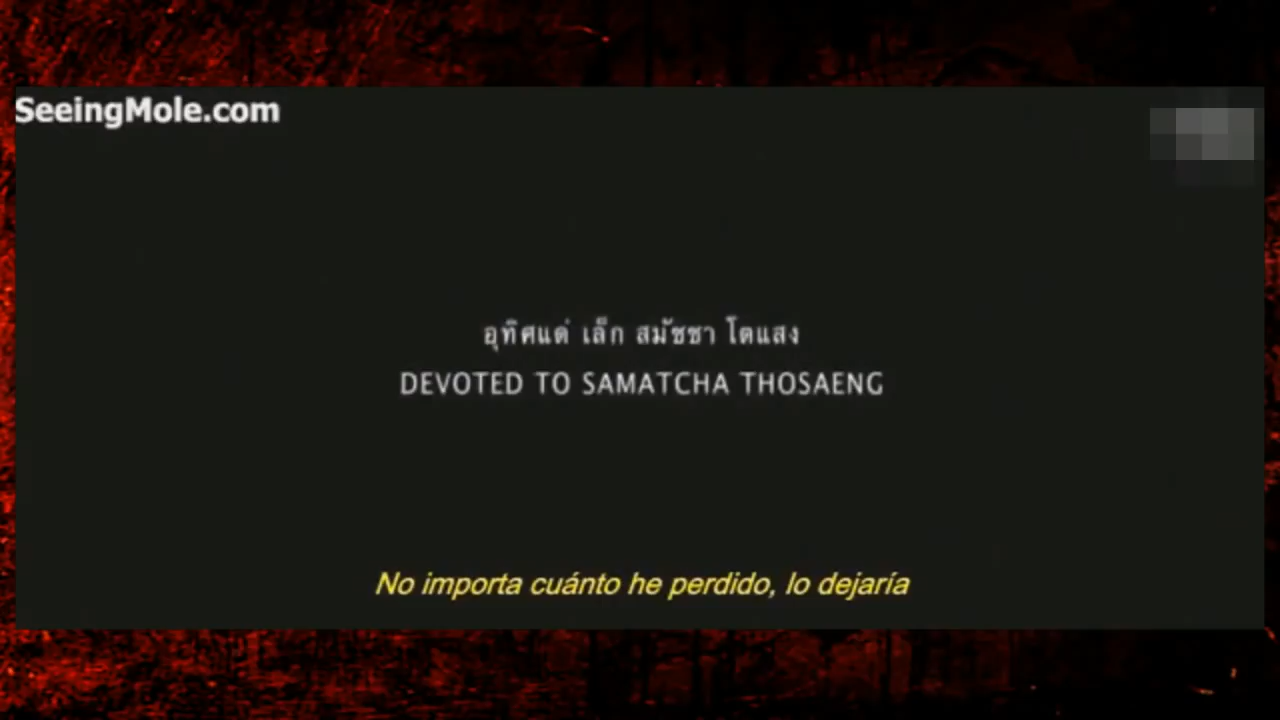 SeeingMole.com
อุทิศแด่ เล็ก สมัชชา โตแสง
DEVOTED TO SAMATCHA THOSAENG
No importa cuánto he perdido, lo dejaría